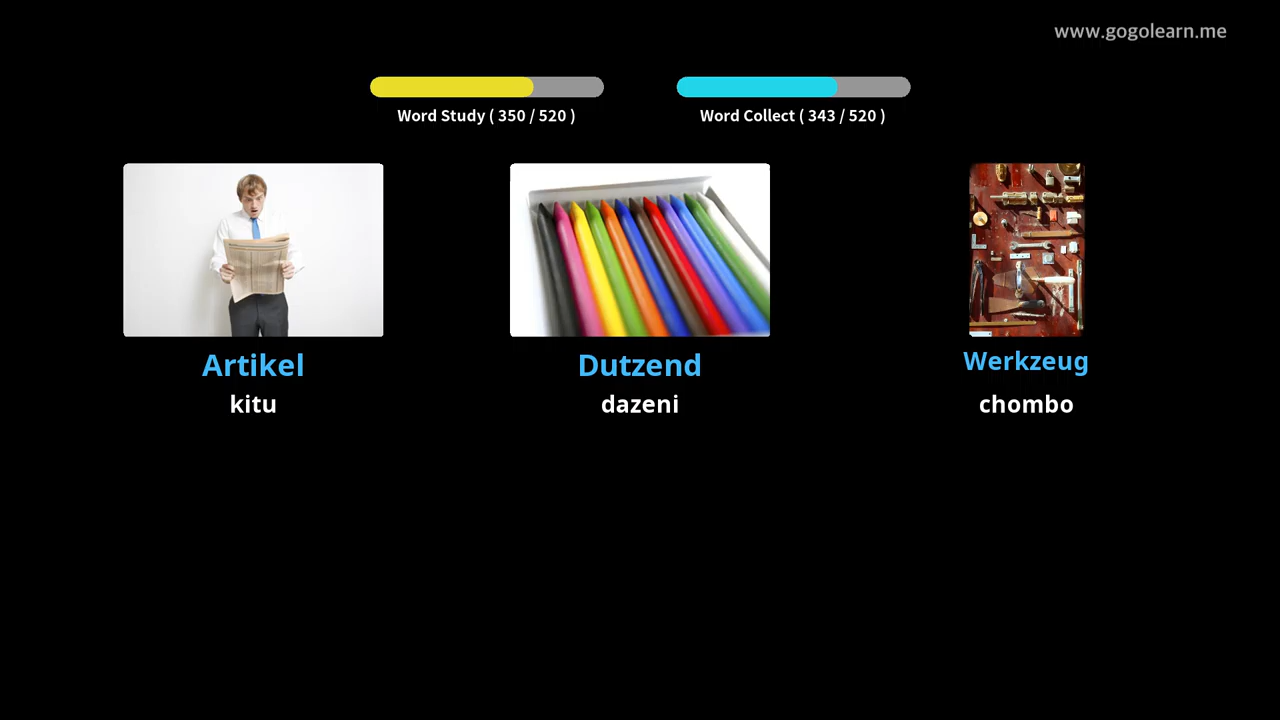 www.gogolearn.me
Word Study ( 350 / 520 )
Word Collect ( 343 / 520 )
Artikel
kitu
Dutzend
dazeni
Werkzeug
chombo